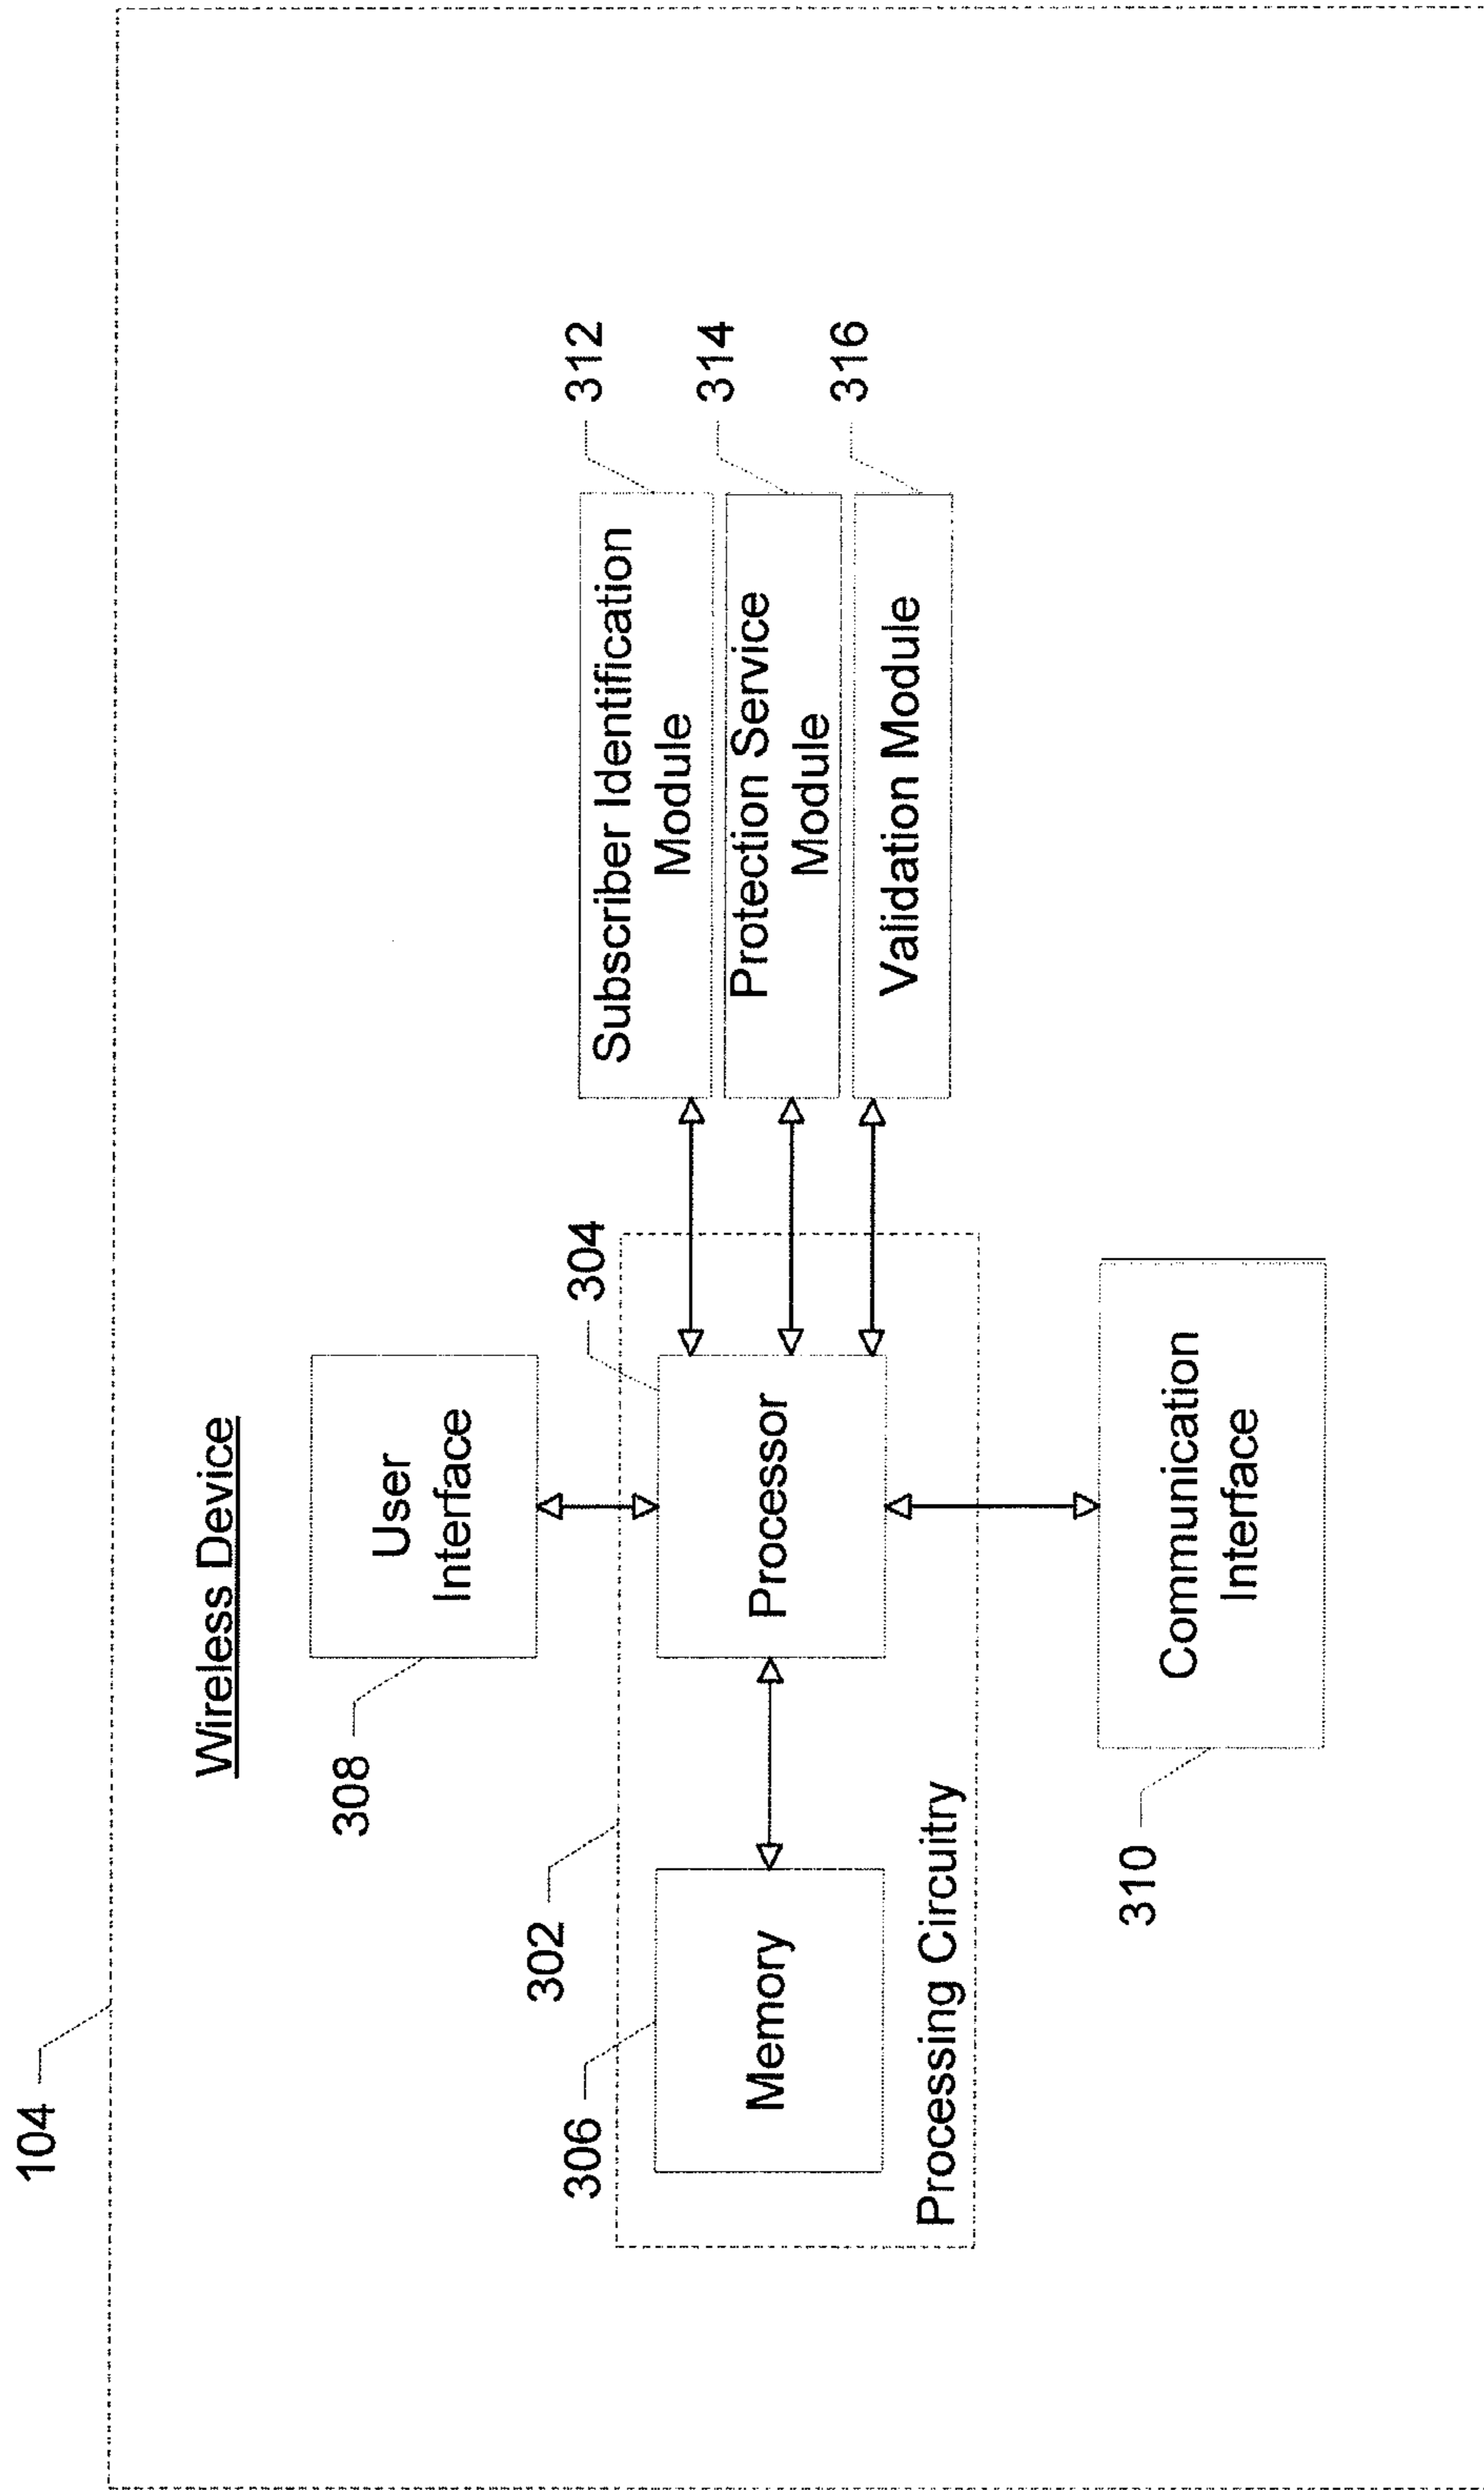 104
Wireless Device
308
User
Interface
302
304
306
Memory
Processor
Processing Circuitry
310
Communication
Interface
312
Subscriber Identification
Module
314
Protection Service
Module
316
Validation Module